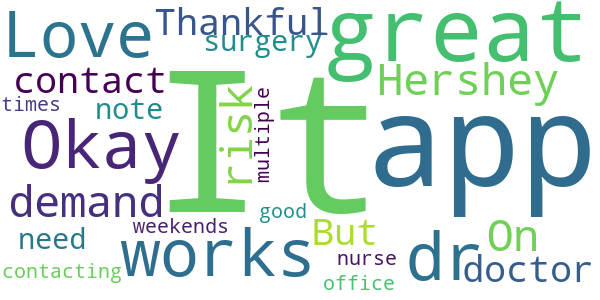 Love
Thankful
great
surgery
contact
Hershey
It
app
times
note
risk
multiple
Okay
demand
weekends
good
But
On
need
works
dr
nurse
doctor
contacting
office